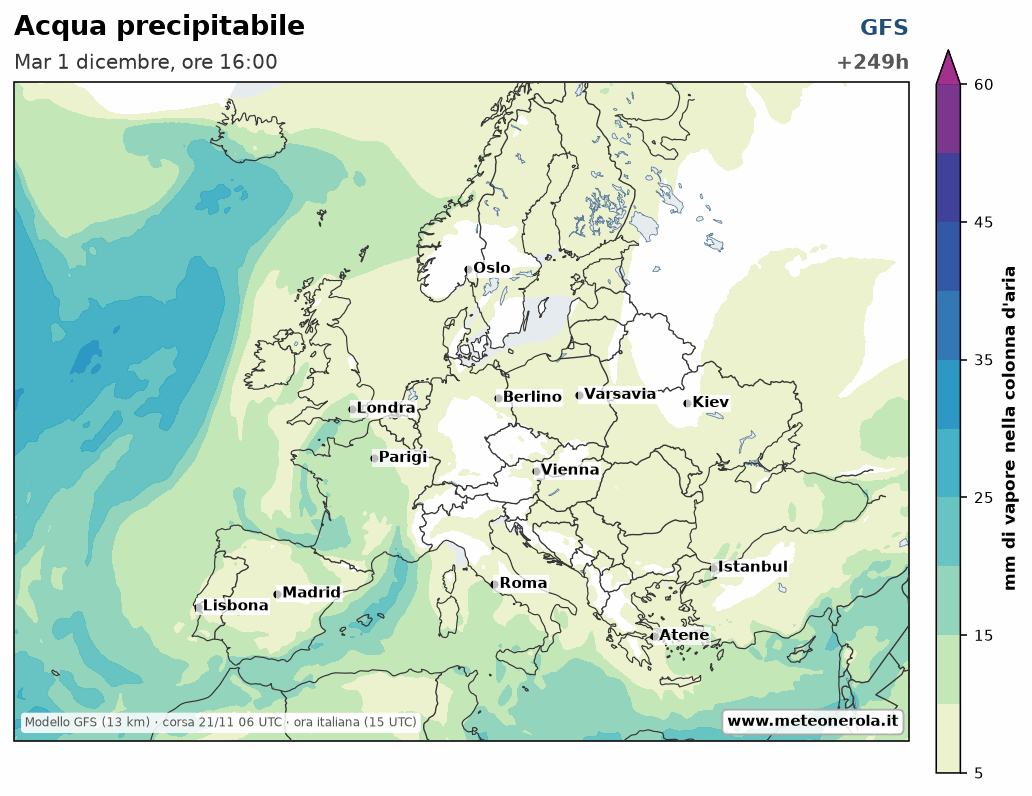 Acqua precipitabile
GFS
Mar 1 dicembre, ore 16:00
+249h
60
45
35
25
15
5
mm di vapore nella colonna d'aria
Oslo
Berlino
Varsavia
Kiev
Londra
Parigi
Vienna
Istanbul
Roma
Madrid
Lisbona
Atene
Modello GFS (13 km) · corsa 21/11 06 UTC · ora italiana (15 UTC)
www.meteonerola.it